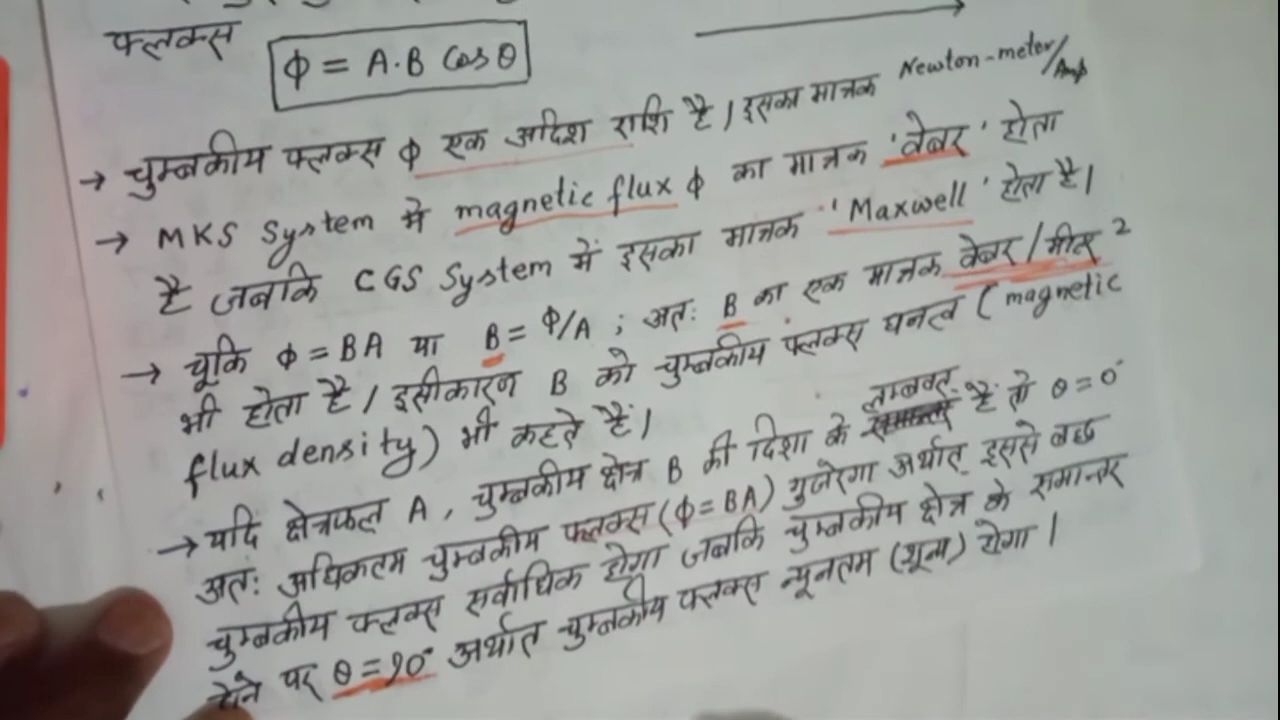 फ्लक्स
ϕ = A.B Cosθ
→ चुम्बकीय फ्लक्स ϕ एक अदिश राशि है। इसका मात्रक Newton-meter/Amp
→ MKS System में magnetic flux ϕ का मात्रक 'वेबर' होता
है जबकि CGS System में इसका मात्रक 'Maxwell' होता है।
→ चूकि ϕ = BA या B = ϕ/A ; अतः B का एक मात्रक वेबर/मीटर²
भी होता है। इसीकारण B को चुम्बकीय फ्लक्स घनत्व (magnetic
flux density) भी कहते हैं।
→ यदि क्षेत्रफल A, चुम्बकीय क्षेत्र B की दिशा के लम्बवत् है तो θ = 0°
अतः अधिकतम चुम्बकीय फ्लक्स (ϕ = BA) गुजरेगा अर्थात् इससे बद्ध
चुम्बकीय फ्लक्स सर्वाधिक होगा जबकि चुम्बकीय क्षेत्र के समान्तर
होने पर θ = 90° अर्थात चुम्बकीय फ्लक्स न्यूनतम (शून्य) होगा।